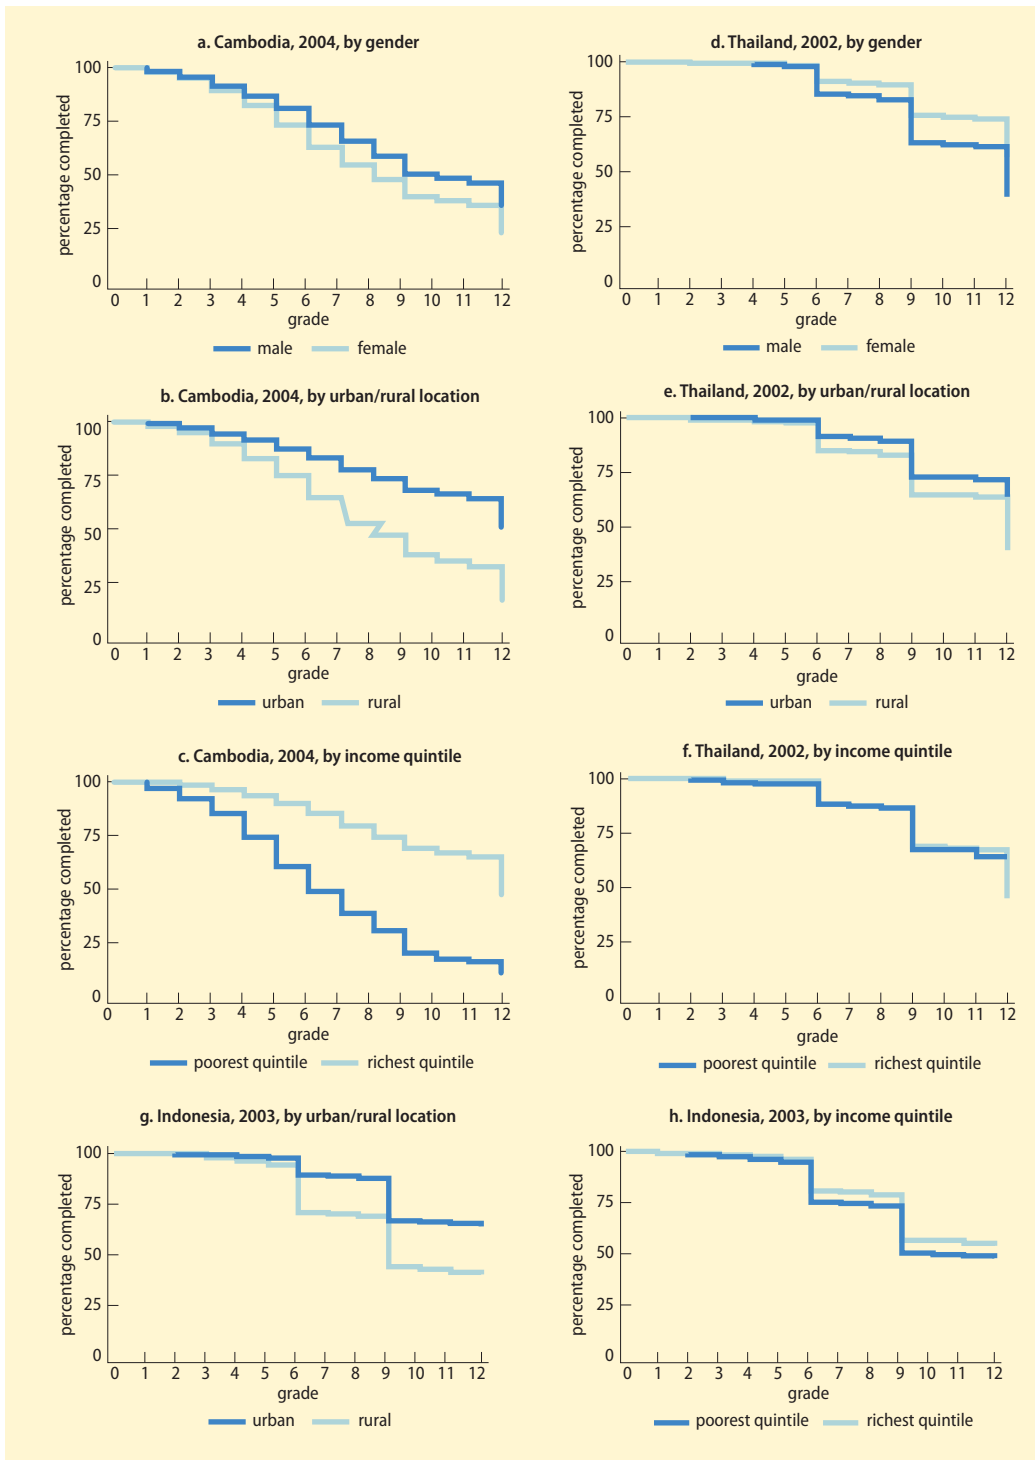 a. Cambodia, 2004, by gender
percentage completed
100
75
50
25
0
0 1 2 3 4 5 6 7 8 9 10 11 12
grade
male female
d. Thailand, 2002, by gender
percentage completed
100
75
50
25
0
0 1 2 3 4 5 6 7 8 9 10 11 12
grade
male female
b. Cambodia, 2004, by urban/rural location
percentage completed
100
75
50
25
0
0 1 2 3 4 5 6 7 8 9 10 11 12
grade
urban rural
e. Thailand, 2002, by urban/rural location
percentage completed
100
75
50
25
0
0 1 2 3 4 5 6 7 8 9 10 11 12
grade
urban rural
c. Cambodia, 2004, by income quintile
percentage completed
100
75
50
25
0
0 1 2 3 4 5 6 7 8 9 10 11 12
grade
poorest quintile richest quintile
f. Thailand, 2002, by income quintile
percentage completed
100
75
50
25
0
0 1 2 3 4 5 6 7 8 9 10 11 12
grade
poorest quintile richest quintile
g. Indonesia, 2003, by urban/rural location
percentage completed
100
75
50
25
0
0 1 2 3 4 5 6 7 8 9 10 11 12
grade
urban rural
h. Indonesia, 2003, by income quintile
percentage completed
100
75
50
25
0
0 1 2 3 4 5 6 7 8 9 10 11 12
grade
poorest quintile richest quintile